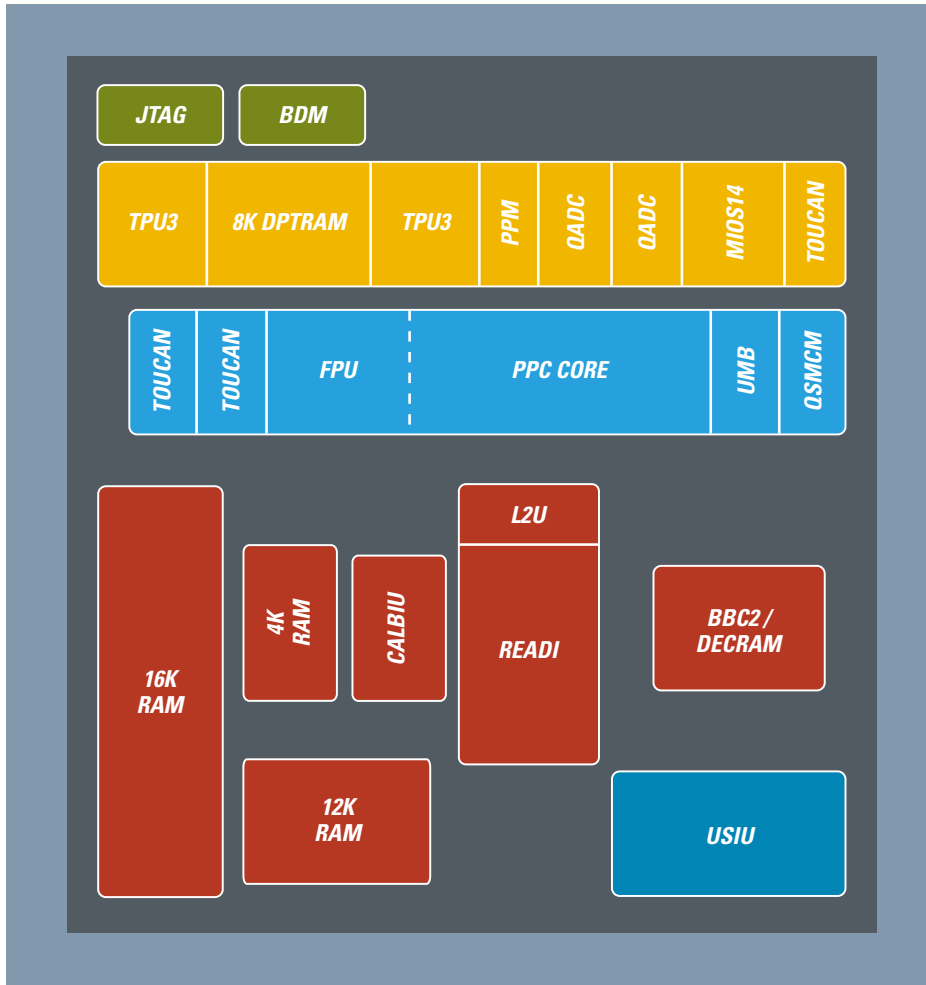 JTAG
BDM
TPU3
8K DPTRAM
TPU3
PPM
QADC
QADC
MIOS14
TOUCAN
TOUCAN
TOUCAN
FPU
PPC CORE
UMB
QSMCM
16K
RAM
4K
RAM
CALBIU
L2U
READI
BBC2 /
DECRAM
12K
RAM
USIU